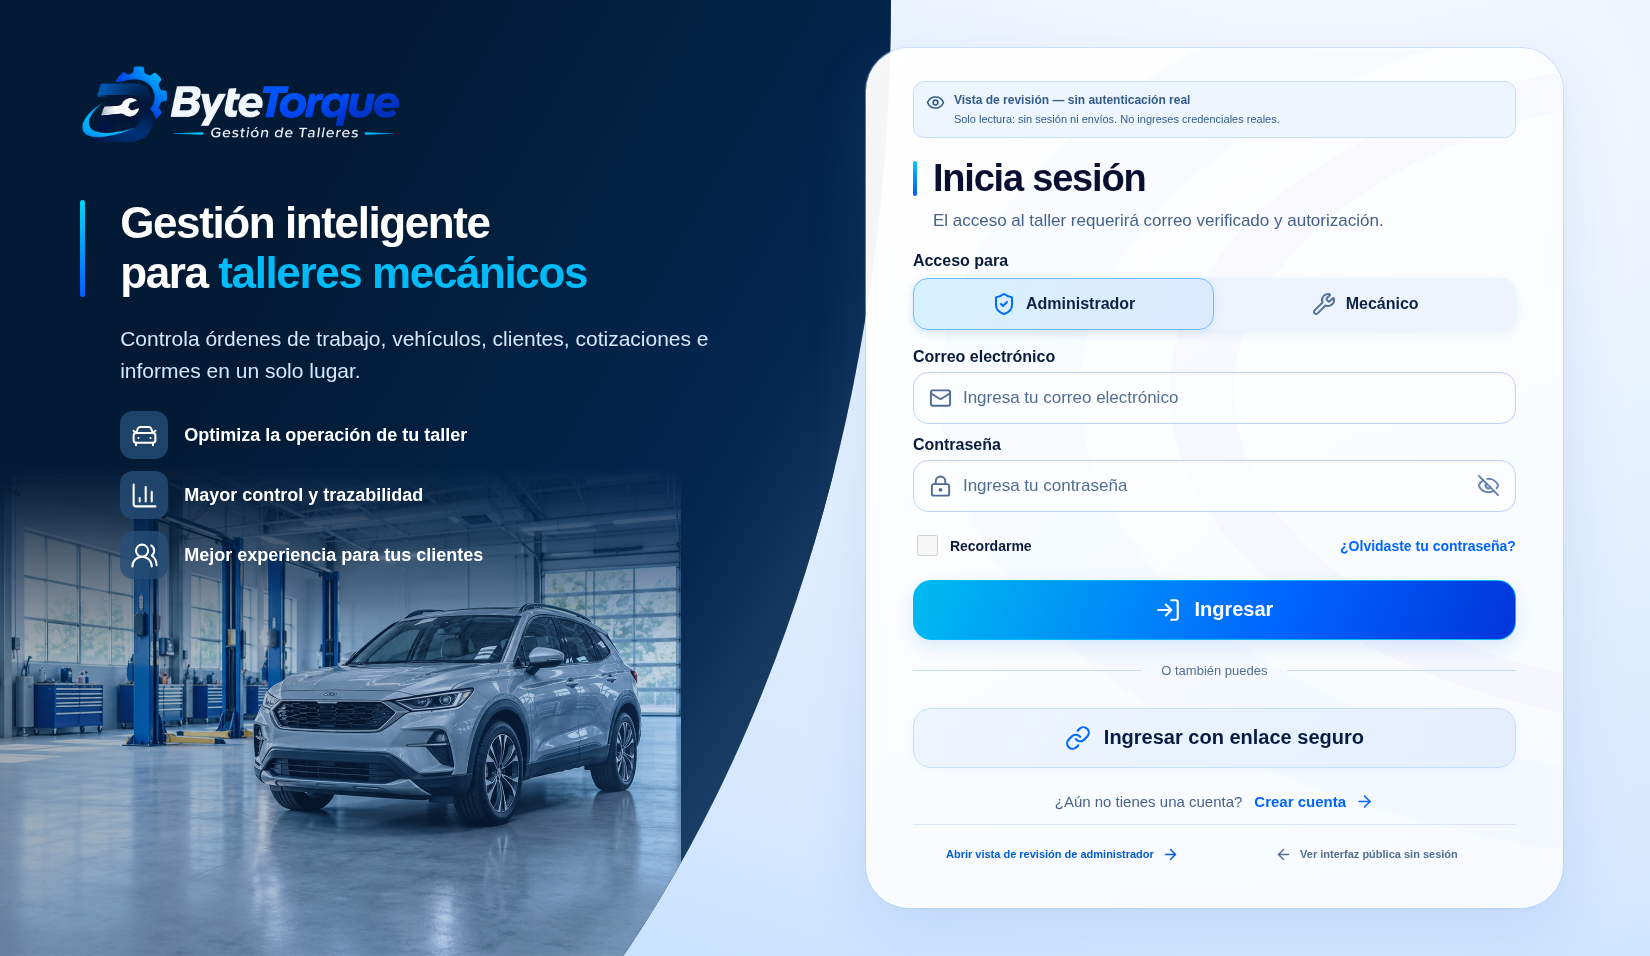 ByteTorque
Gestión de Talleres
Gestión inteligente
para talleres mecánicos
Controla órdenes de trabajo, vehículos, clientes, cotizaciones e
informes en un solo lugar.
Optimiza la operación de tu taller
Mayor control y trazabilidad
Mejor experiencia para tus clientes
Vista de revisión — sin autenticación real
Solo lectura: sin sesión ni envíos. No ingreses credenciales reales.
Inicia sesión
El acceso al taller requerirá correo verificado y autorización.
Acceso para
Administrador
Mecánico
Correo electrónico
Ingresa tu correo electrónico
Contraseña
Ingresa tu contraseña
Recordarme
¿Olvidaste tu contraseña?
Ingresar
O también puedes
Ingresar con enlace seguro
¿Aún no tienes una cuenta? Crear cuenta
Abrir vista de revisión de administrador
Ver interfaz pública sin sesión